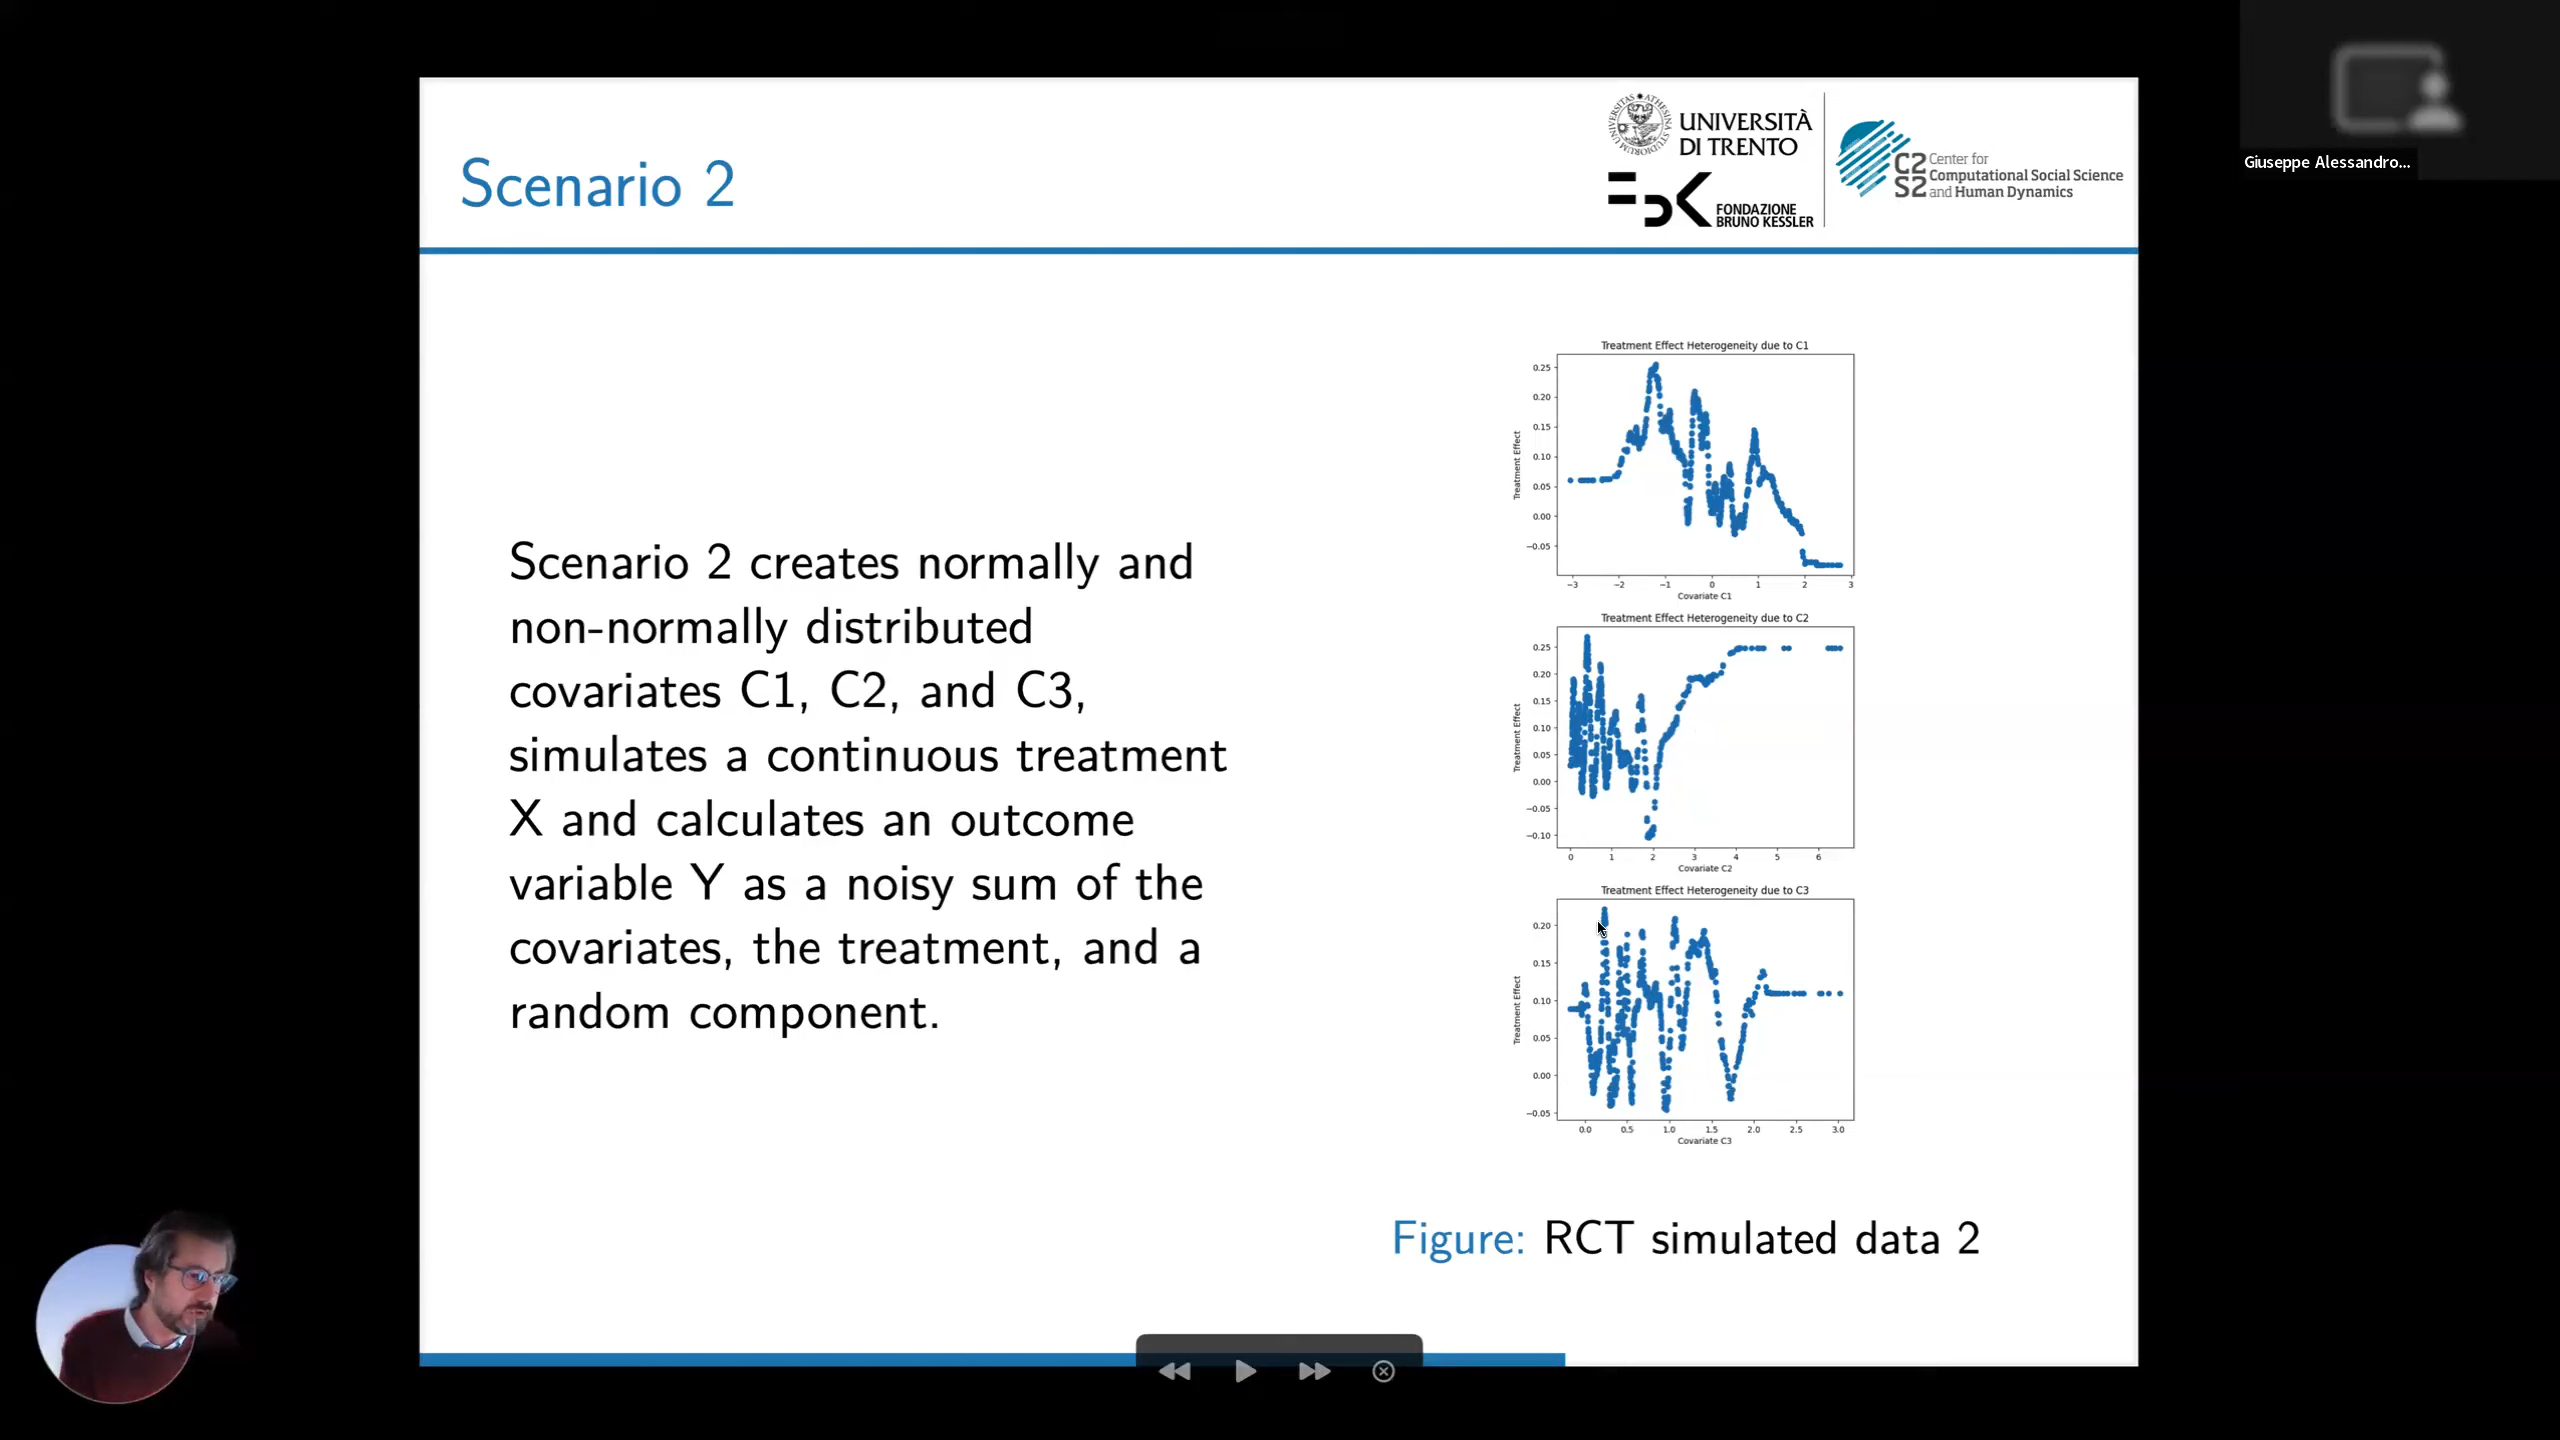 Giuseppe Alessandro...
UNIVERSITÀ
DI TRENTO
FONDAZIONE
BRUNO KESSLER
C2
S2
Center for
Computational Social Science
and Human Dynamics
Scenario 2
Scenario 2 creates normally and
non-normally distributed
covariates C1, C2, and C3,
simulates a continuous treatment
X and calculates an outcome
variable Y as a noisy sum of the
covariates, the treatment, and a
random component.
Treatment Effect Heterogeneity due to C1
Treatment Effect
0.25
0.20
0.15
0.10
0.05
0.00
−0.05
−3 −2 −1 0 1 2 3
Covariate C1
Treatment Effect Heterogeneity due to C2
Treatment Effect
0.25
0.20
0.15
0.10
0.05
0.00
−0.05
−0.10
0 1 2 3 4 5 6
Covariate C2
Treatment Effect Heterogeneity due to C3
Treatment Effect
0.20
0.15
0.10
0.05
0.00
−0.05
0.0 0.5 1.0 1.5 2.0 2.5 3.0
Covariate C3
Figure: RCT simulated data 2